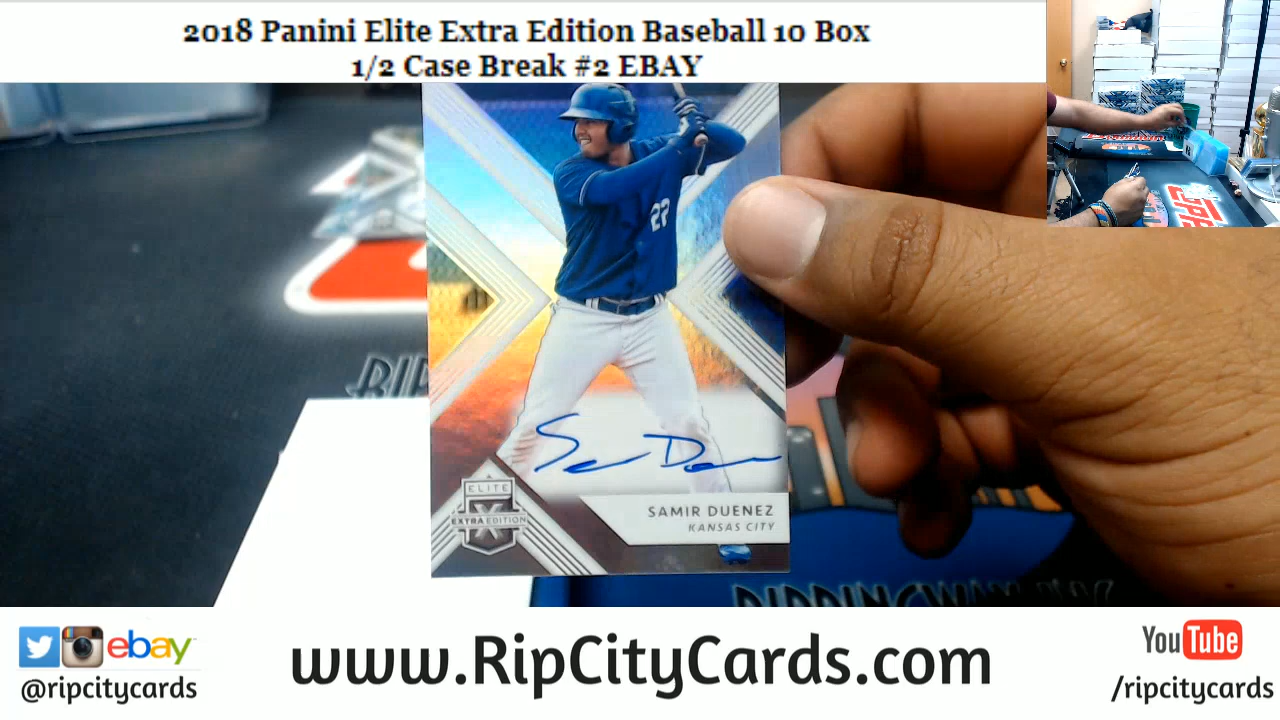 2018 Panini Elite Extra Edition Baseball 10 Box
1/2 Case Break #2 EBAY
22
SAMIR DUENEZ
KANSAS CITY
ELITE
EXTRA EDITION
X
ebay
@ripcitycards
www.RipCityCards.com
YouTube
/ripcitycards